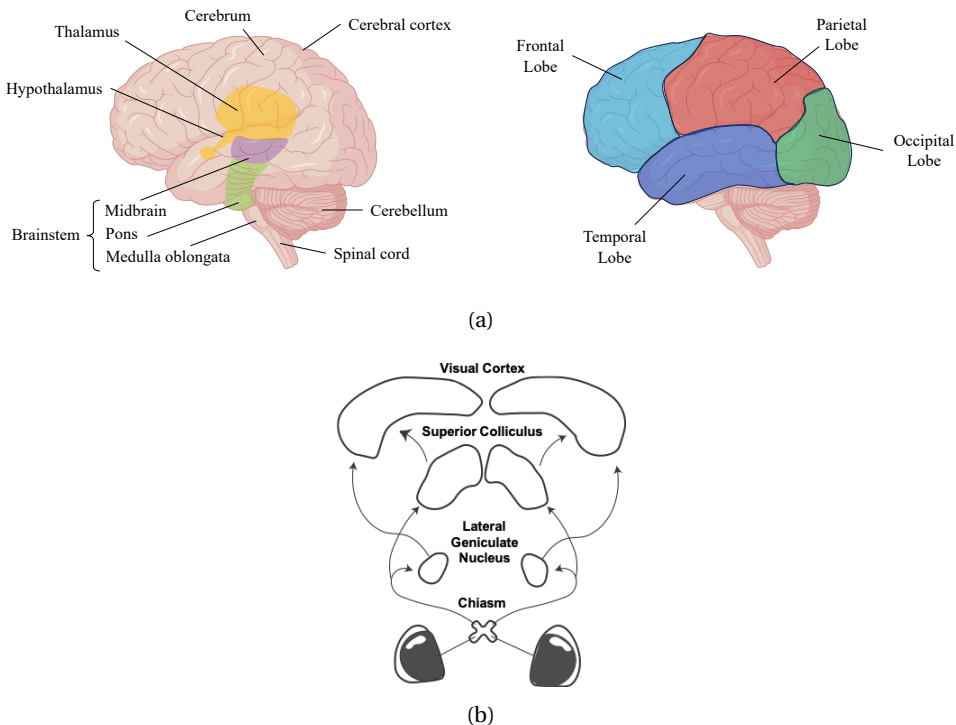 Cerebrum
Cerebral cortex
Thalamus
Hypothalamus
Brainstem
Midbrain
Pons
Medulla oblongata
Cerebellum
Spinal cord
Frontal
Lobe
Parietal
Lobe
Occipital
Lobe
Temporal
Lobe
(a)
Visual Cortex
Superior Colliculus
Lateral
Geniculate
Nucleus
Chiasm
(b)